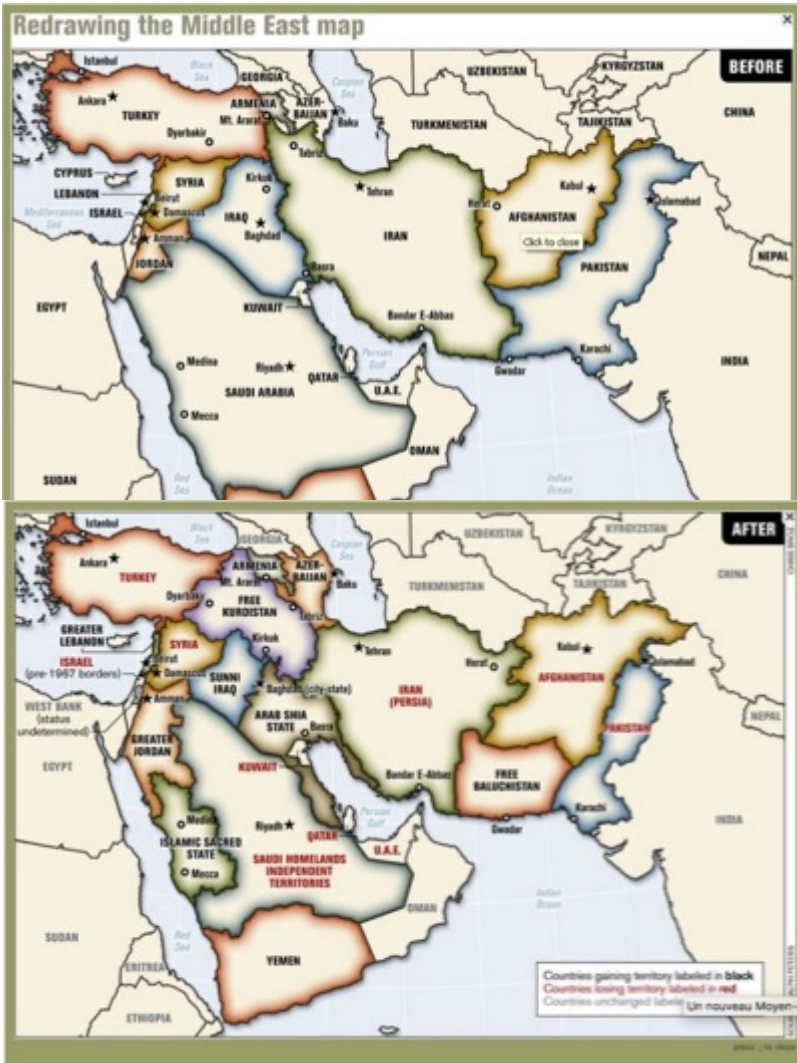 Redrawing the Middle East map
×
BEFORE
Istanbul
Black
Sea
GEORGIA
Caspian
Sea
UZBEKISTAN
KYRGYZSTAN
Ankara
TURKEY
ARMENIA
AZER-
BAIJAN
Mt. Ararat
Baku
TURKMENISTAN
TAJIKISTAN
CHINA
Dyarbakir
Tabriz
CYPRUS
LEBANON
SYRIA
Kirkuk
Tehran
Kabul
Islamabad
Beirut
Mediterranean
Sea
ISRAEL
Damascus
IRAQ
Baghdad
Herat
AFGHANISTAN
IRAN
Click to close
Amman
JORDAN
Basra
PAKISTAN
NEPAL
EGYPT
KUWAIT
Bandar E-Abbas
Karachi
Medina
Riyadh
Persian
Gulf
QATAR
Gwadar
INDIA
SAUDI ARABIA
U.A.E.
Mecca
OMAN
SUDAN
Red
Sea
Indian
Ocean
×
AFTER
Istanbul
Black
Sea
GEORGIA
Caspian
Sea
UZBEKISTAN
KYRGYZSTAN
Ankara
TURKEY
ARMENIA
AZER-
BAIJAN
Mt. Ararat
Baku
TURKMENISTAN
TAJIKISTAN
CHINA
Dyarbakir
FREE
KURDISTAN
Tabriz
GREATER
LEBANON
SYRIA
Kirkuk
Tehran
Herat
Kabul
Islamabad
ISRAEL
(pre-1967 borders)
Beirut
Damascus
SUNNI
IRAQ
Baghdad (city-state)
IRAN
(PERSIA)
AFGHANISTAN
WEST BANK
(status
undetermined)
Amman
ARAB SHIA
STATE
Basra
PAKISTAN
NEPAL
GREATER
JORDAN
EGYPT
KUWAIT
Bandar E-Abbas
FREE
BALUCHISTAN
Karachi
Medina
ISLAMIC SACRED
STATE
Riyadh
Persian
Gulf
QATAR
Gwadar
INDIA
Mecca
SAUDI HOMELANDS
INDEPENDENT
TERRITORIES
U.A.E.
OMAN
Indian
Ocean
SUDAN
Red
Sea
YEMEN
ERITREA
ETHIOPIA
Countries gaining territory labeled in black
Countries losing territory labeled in red
Countries unchanged labele
Un nouveau Moyen-